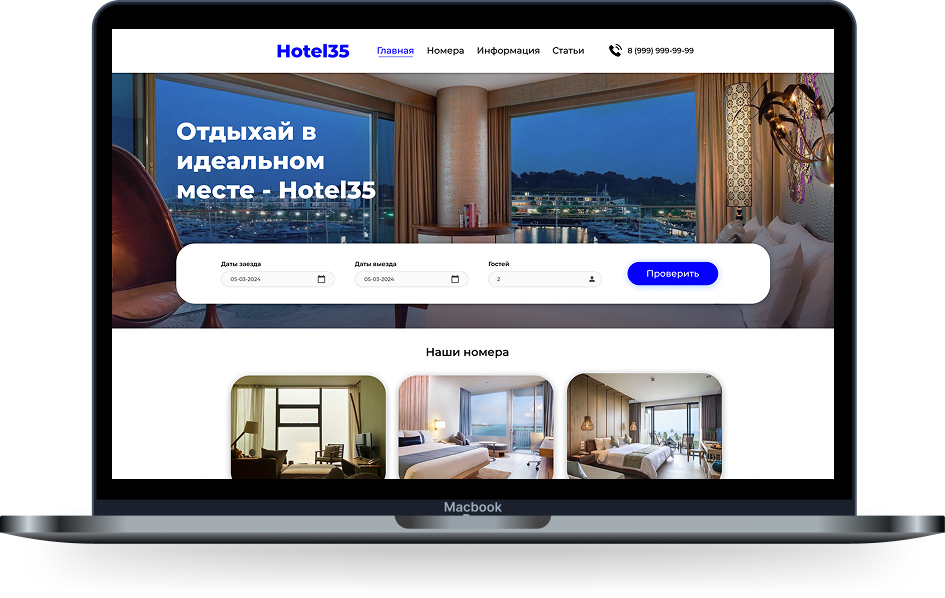 Hotel35
Главная Номера Информация Статьи
8 (999) 999-99-99
Отдыхай в
идеальном
месте - Hotel35
Даты заезда Даты выезда Гостей
05-03-2024 05-03-2024 2
Проверить
Наши номера
Macbook